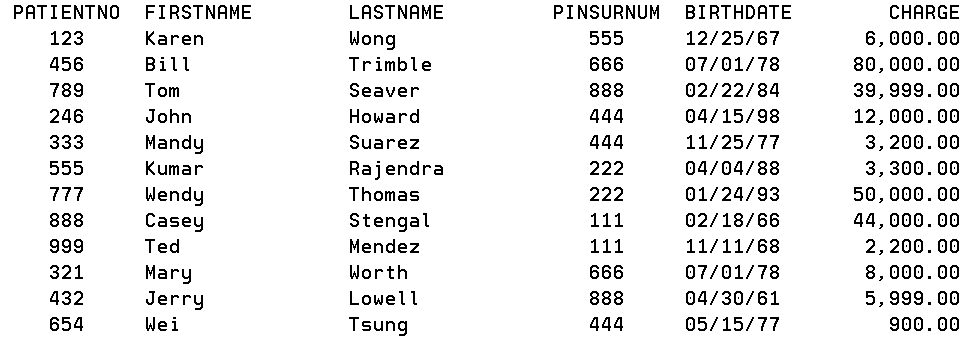 PATIENTNO FIRSTNAME LASTNAME PINSURNUM BIRTHDATE CHARGE
123 Karen Wong 555 12/25/67 6,000.00
456 Bill Trimble 666 07/01/78 80,000.00
789 Tom Seaver 888 02/22/84 39,999.00
246 John Howard 444 04/15/98 12,000.00
333 Mandy Suarez 444 11/25/77 3,200.00
555 Kumar Rajendra 222 04/04/88 3,300.00
777 Wendy Thomas 222 01/24/93 50,000.00
888 Casey Stengal 111 02/18/66 44,000.00
999 Ted Mendez 111 11/11/68 2,200.00
321 Mary Worth 666 07/01/78 8,000.00
432 Jerry Lowell 888 04/30/61 5,999.00
654 Wei Tsung 444 05/15/77 900.00